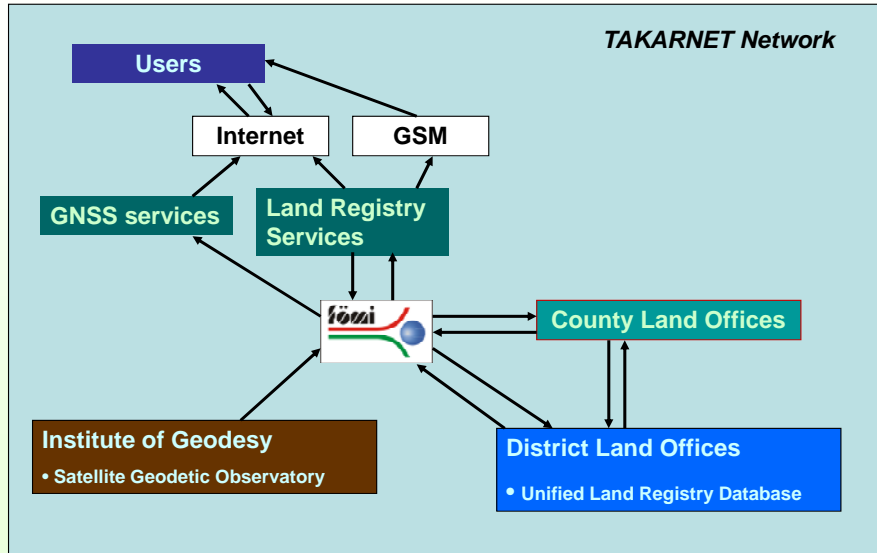 TAKARNET Network
Users
Internet
GSM
GNSS services
Land Registry
Services
fömi
County Land Offices
Institute of Geodesy
• Satellite Geodetic Observatory
District Land Offices
• Unified Land Registry Database